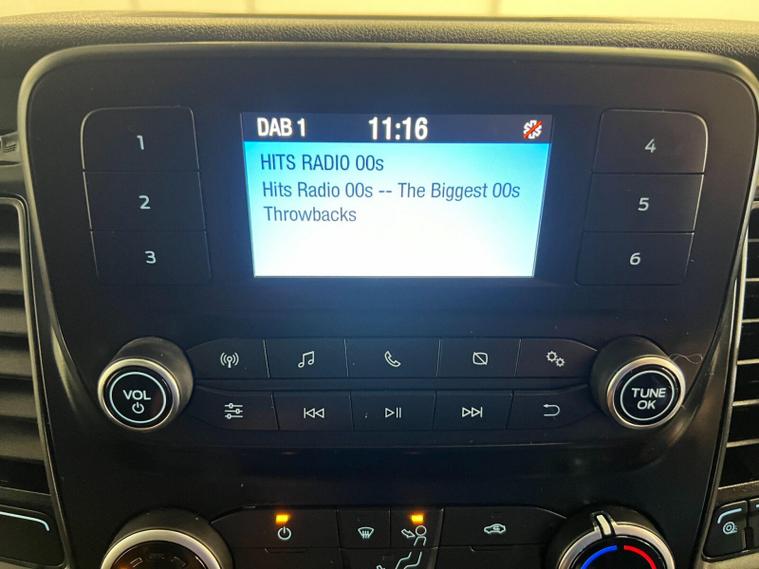 DAB 1 11:16
HITS RADIO 00s
Hits Radio 00s -- The Biggest 00s
Throwbacks
1
2
3
4
5
6
VOL
TUNE
OK